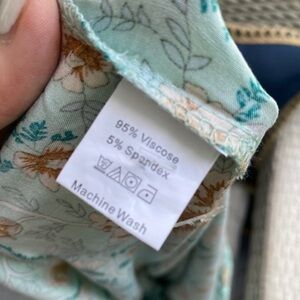 95% Viscose
5% Spandex
Machine Wash